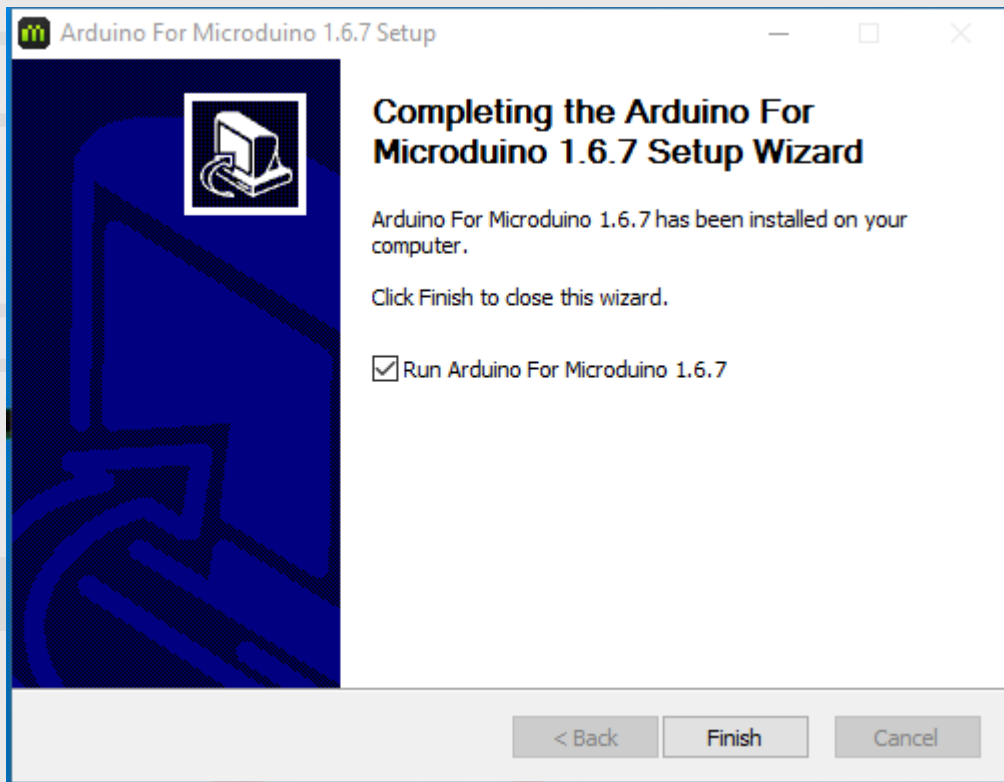 Arduino For Microduino 1.6.7 Setup
Completing the Arduino For
Microduino 1.6.7 Setup Wizard
Arduino For Microduino 1.6.7 has been installed on your
computer.
Click Finish to close this wizard.
Run Arduino For Microduino 1.6.7
< Back
Finish
Cancel